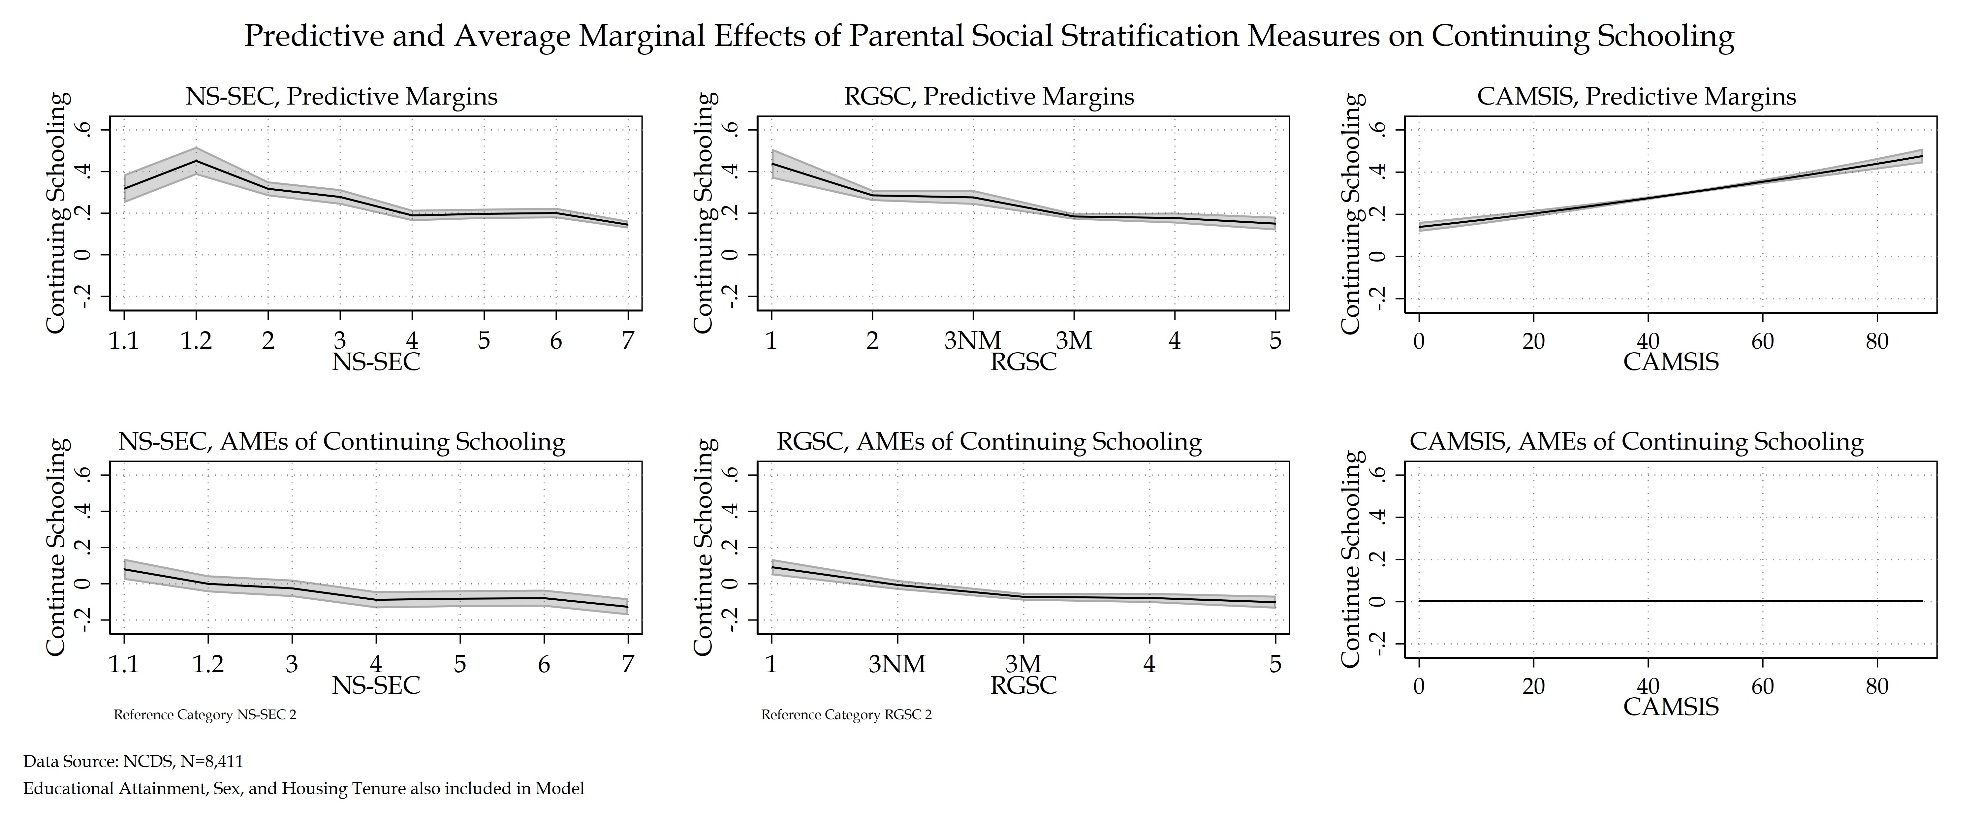 Predictive and Average Marginal Effects of Parental Social Stratification Measures on Continuing Schooling
NS-SEC, Predictive Margins
Continuing Schooling
.6
.4
.2
0
-.2
1.1 1.2 2 3 4 5 6 7
NS-SEC
RGSC, Predictive Margins
Continuing Schooling
.6
.4
.2
0
-.2
1 2 3NM 3M 4 5
RGSC
CAMSIS, Predictive Margins
Continuing Schooling
.6
.4
.2
0
-.2
0 20 40 60 80
CAMSIS
NS-SEC, AMEs of Continuing Schooling
Continue Schooling
.6
.4
.2
0
-.2
1.1 1.2 3 4 5 6 7
NS-SEC
Reference Category NS-SEC 2
RGSC, AMEs of Continuing Schooling
Continue Schooling
.6
.4
.2
0
-.2
1 3NM 3M 4 5
RGSC
Reference Category RGSC 2
CAMSIS, AMEs of Continuing Schooling
Continue Schooling
.6
.4
.2
0
-.2
0 20 40 60 80
CAMSIS
Data Source: NCDS, N=8,411
Educational Attainment, Sex, and Housing Tenure also included in Model